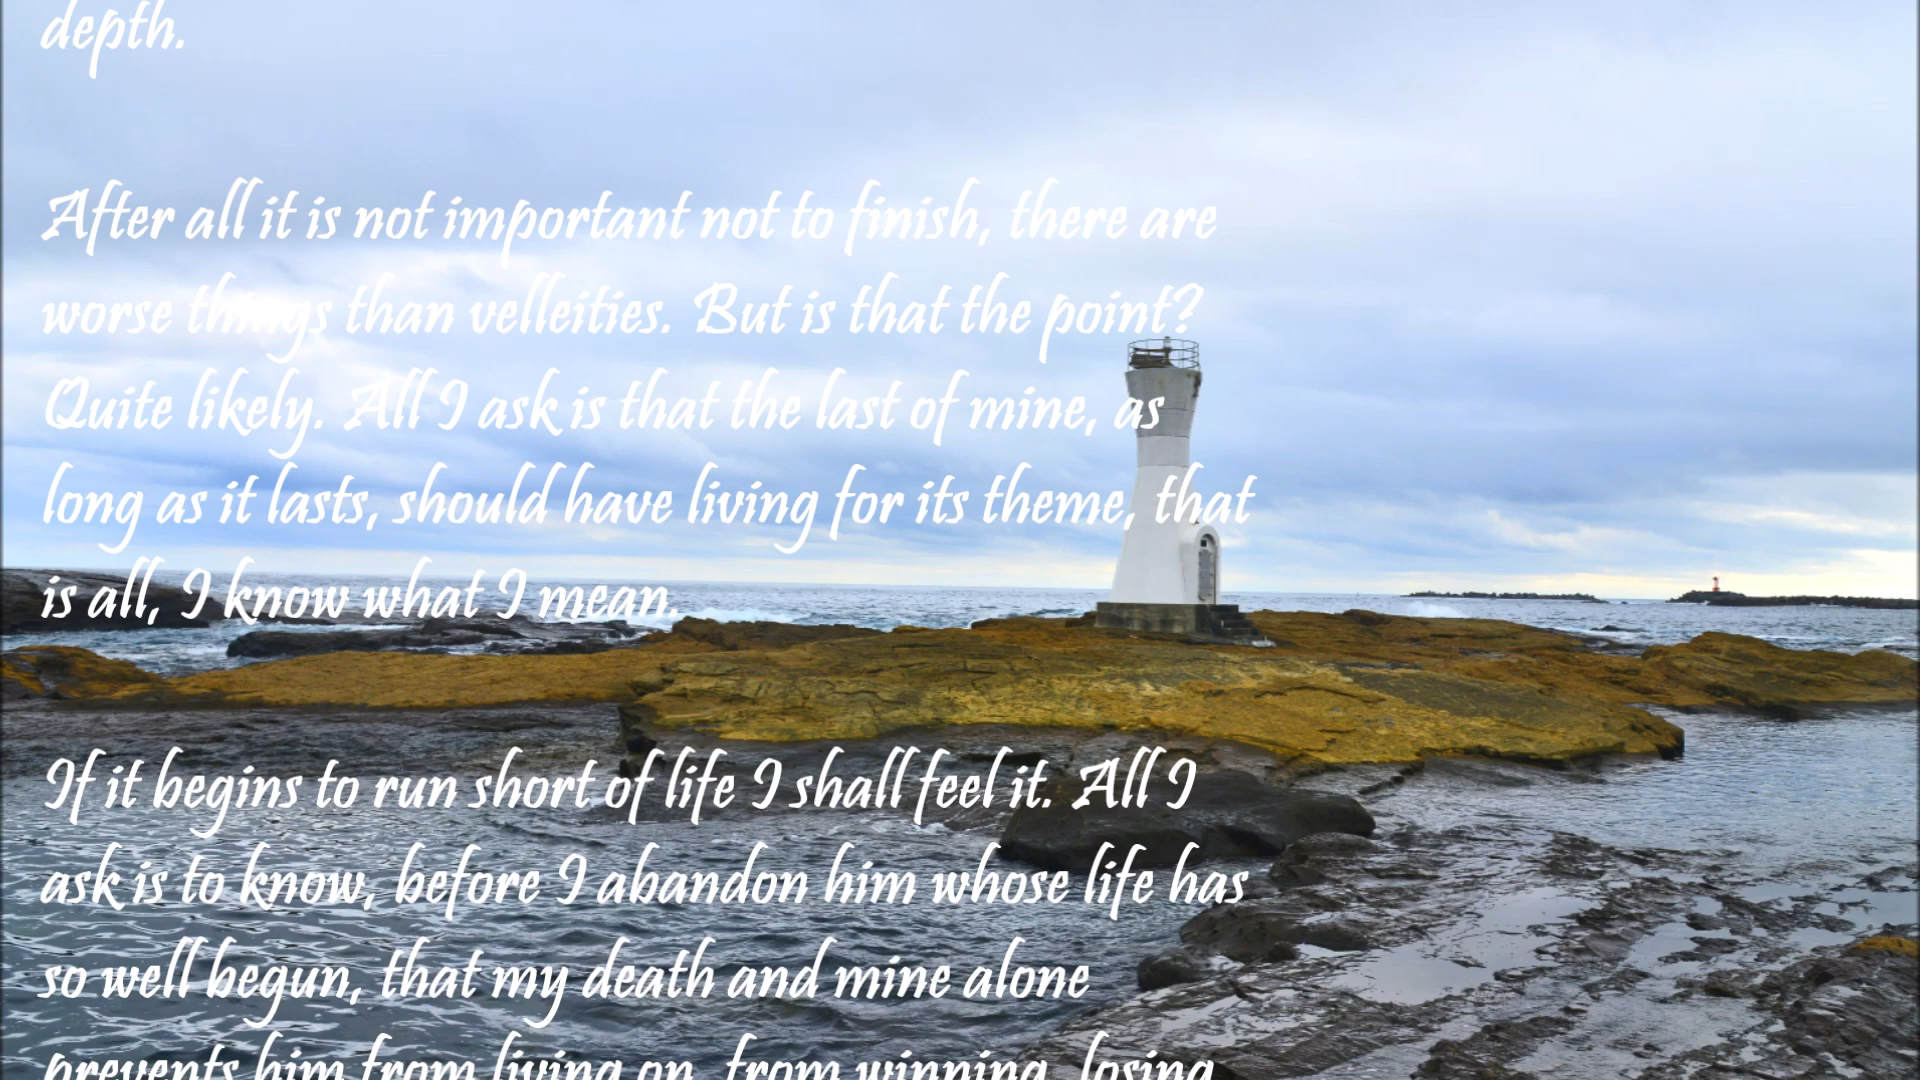 depth.
After all it is not important not to finish, there are
worse things than velleities. But is that the point?
Quite likely. All I ask is that the last of mine, as
long as it lasts, should have living for its theme, that
is all, I know what I mean.
If it begins to run short of life I shall feel it. All I
ask is to know, before I abandon him whose life has
so well begun, that my death and mine alone
prevents him from living on, from winning, losing,